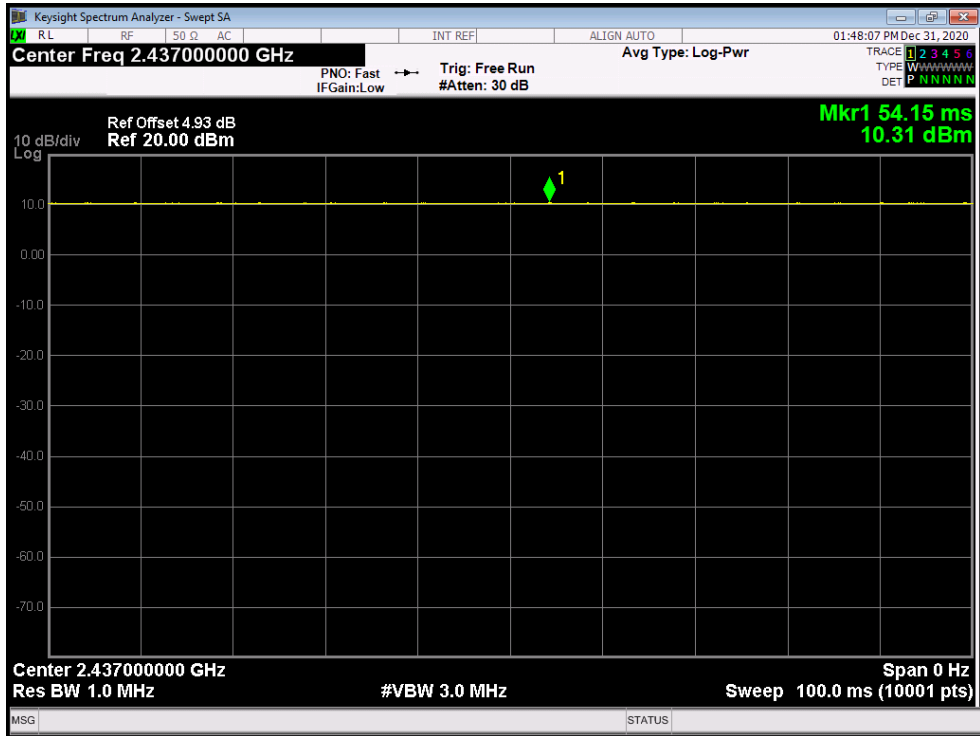 Keysight Spectrum Analyzer - Swept SA
LXI RL RF 50 Ω AC INT REF ALIGN AUTO 01:48:07 PM Dec 31, 2020
Center Freq 2.437000000 GHz
Avg Type: Log-Pwr
TRACE 1 2 3 4 5 6
PNO: Fast Trig: Free Run
TYPE WWWWWW
IFGain:Low #Atten: 30 dB
DET P N N N N N
Mkr1 54.15 ms
10.31 dBm
Ref Offset 4.93 dB
10 dB/div Ref 20.00 dBm
Log
1
10.0
0.00
-10.0
-20.0
-30.0
-40.0
-50.0
-60.0
-70.0
Center 2.437000000 GHz Span 0 Hz
Res BW 1.0 MHz #VBW 3.0 MHz Sweep 100.0 ms (10001 pts)
MSG STATUS